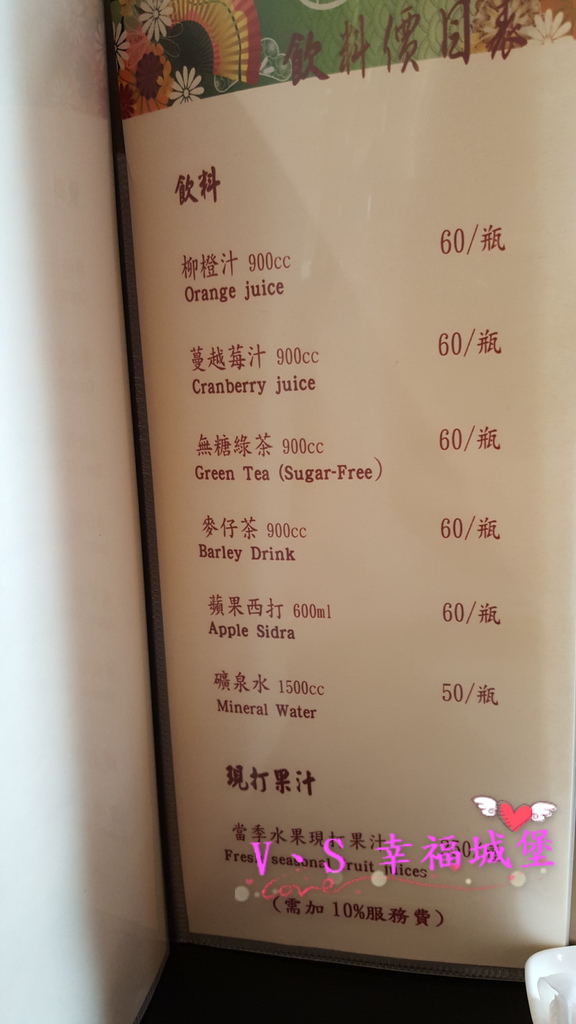 飲料價目表
飲料
柳橙汁 900cc 60/瓶
Orange juice
蔓越莓汁 900cc 60/瓶
Cranberry juice
無糖綠茶 900cc 60/瓶
Green Tea (Sugar-Free)
麥仔茶 900cc 60/瓶
Barley Drink
蘋果西打 600ml 60/瓶
Apple Sidra
礦泉水 1500cc 50/瓶
Mineral Water
現打果汁
當季水果現打果汁
Fresh seasonal fruit juices
V、S 幸福城堡
Love
(需加 10%服務費)